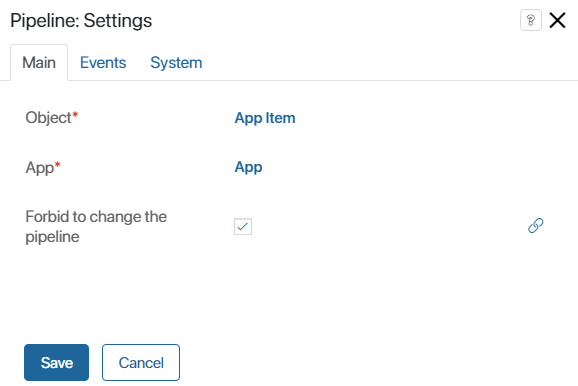 Pipeline: Settings
?
Main Events System
Object* App Item
App* App
Forbid to change the
pipeline
Save Cancel